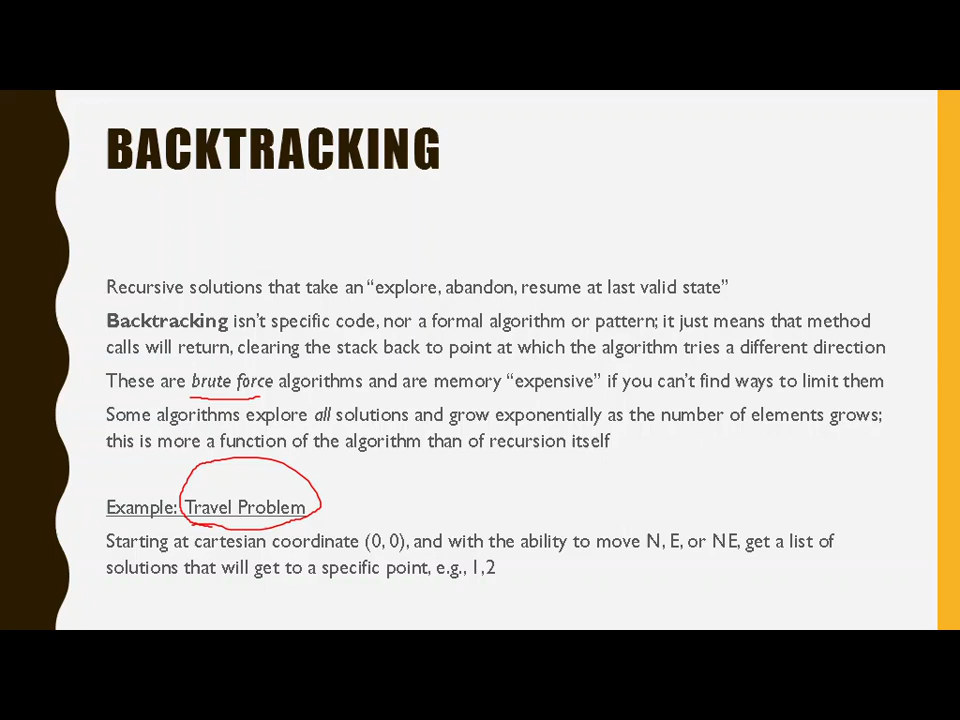 BACKTRACKING
Recursive solutions that take an “explore, abandon, resume at last valid state”
Backtracking isn’t specific code, nor a formal algorithm or pattern; it just means that method
calls will return, clearing the stack back to point at which the algorithm tries a different direction
These are brute force algorithms and are memory “expensive” if you can’t find ways to limit them
Some algorithms explore all solutions and grow exponentially as the number of elements grows;
this is more a function of the algorithm than of recursion itself
Example: Travel Problem
Starting at cartesian coordinate (0, 0), and with the ability to move N, E, or NE, get a list of
solutions that will get to a specific point, e.g., 1,2